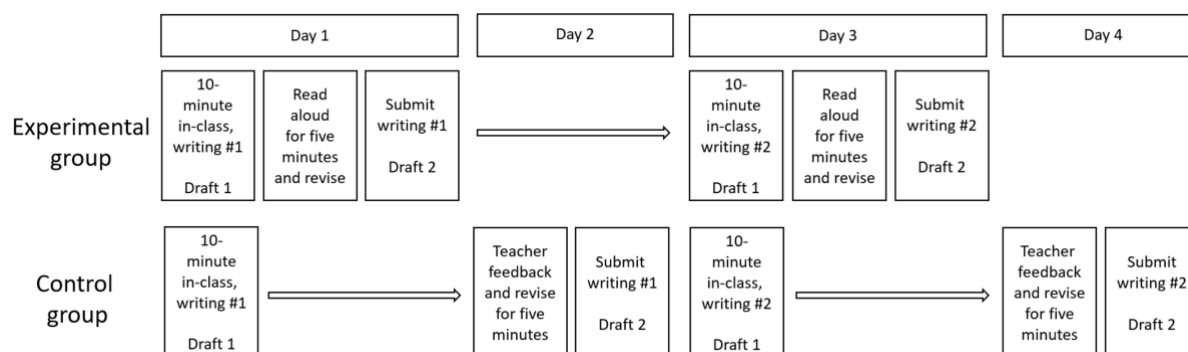 Day 1
Day 2
Day 3
Day 4
Experimental
group
10-
minute
in-class,
writing #1
Draft 1
Read
aloud
for five
minutes
and revise
Submit
writing #1
Draft 2
10-
minute
in-class,
writing #2
Draft 1
Read
aloud
for five
minutes
and revise
Submit
writing #2
Draft 2
Control
group
10-
minute
in-class,
writing #1
Draft 1
Teacher
feedback
and revise
for five
minutes
Submit
writing #1
Draft 2
10-
minute
in-class,
writing #2
Draft 1
Teacher
feedback
and revise
for five
minutes
Submit
writing #2
Draft 2